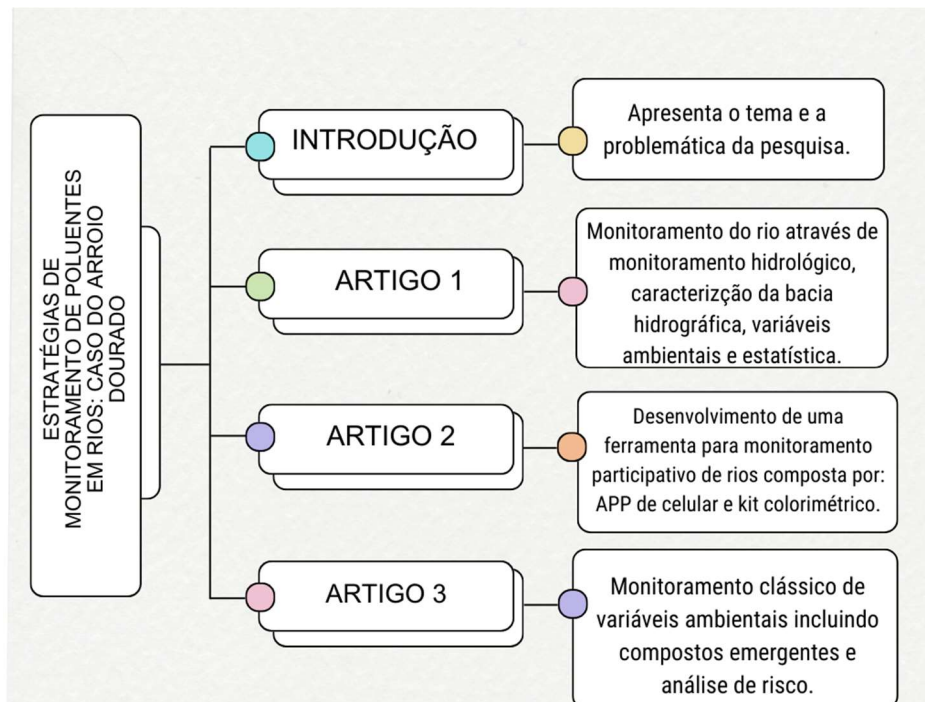 ESTRATÉGIAS DE
MONITORAMENTO DE POLUENTES
EM RIOS: CASO DO ARROIO
DOURADO
INTRODUÇÃO
Apresenta o tema e a
problemática da pesquisa.
ARTIGO 1
Monitoramento do rio através de
monitoramento hidrológico,
caracterizção da bacia
hidrográfica, variáveis
ambientais e estatística.
ARTIGO 2
Desenvolvimento de uma
ferramenta para monitoramento
participativo de rios composta por:
APP de celular e kit colorimétrico.
ARTIGO 3
Monitoramento clássico de
variáveis ambientais incluindo
compostos emergentes e
análise de risco.